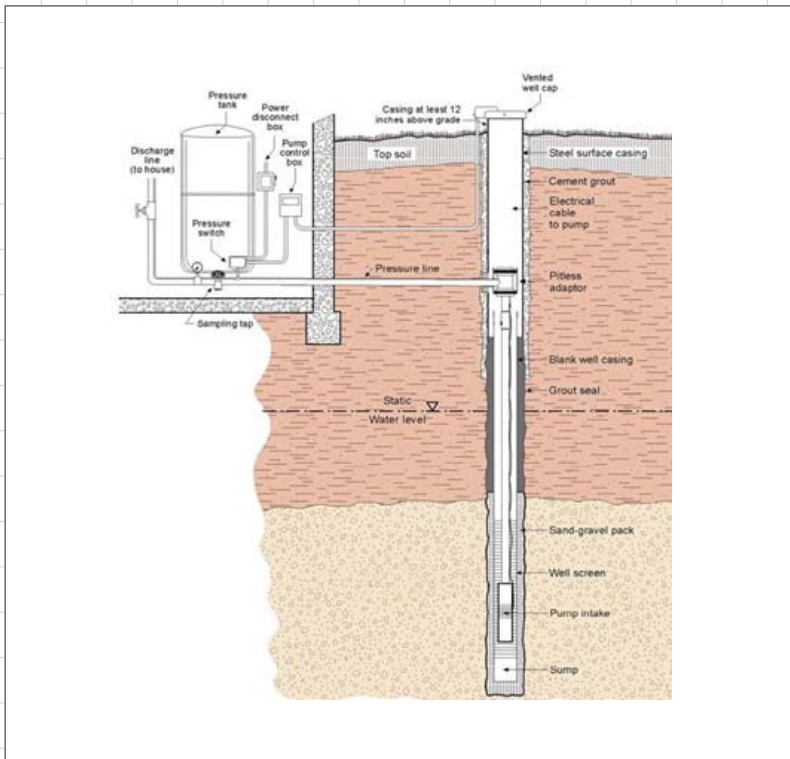 Vented
well cap
Pressure
tank
Power
disconnect
box
Casing at least 12
inches above grade
Pump
control
box
Discharge
line
(to house)
Top soil
Steel surface casing
Cement grout
Electrical
cable
to pump
Pressure
switch
Pressure line
Pitless
adaptor
Sampling tap
Blank well casing
Grout seal
Static
Water level
Sand-gravel pack
Well screen
Pump intake
Sump